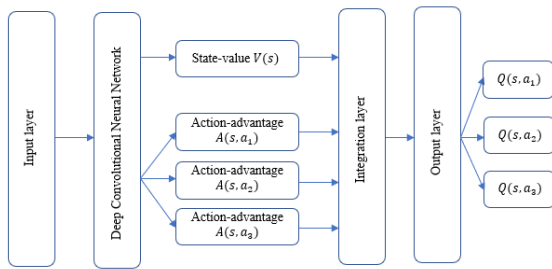 Input layer
Deep Convolutional Neural Network
State-value V(s)
Action-advantage
A(s, a₁)
Action-advantage
A(s, a₂)
Action-advantage
A(s, a₃)
Integration layer
Output layer
Q(s, a₁)
Q(s, a₂)
Q(s, a₃)